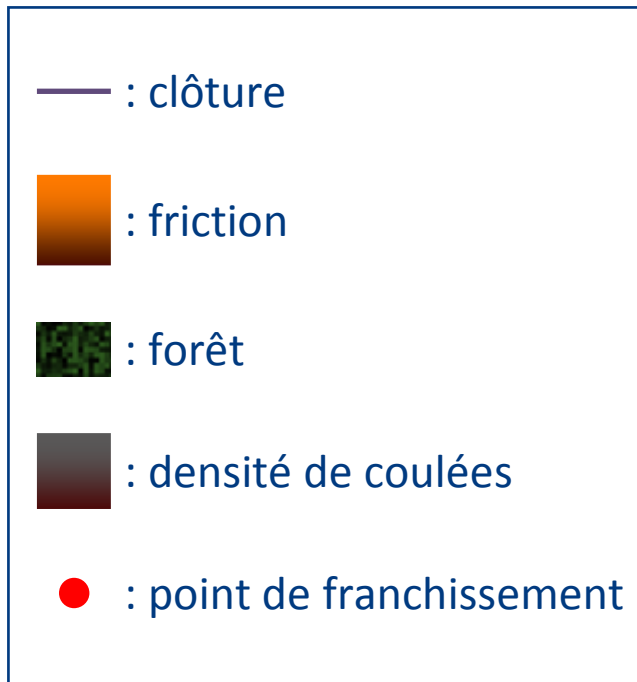 : clôture
: friction
: forêt
: densité de coulées
: point de franchissement